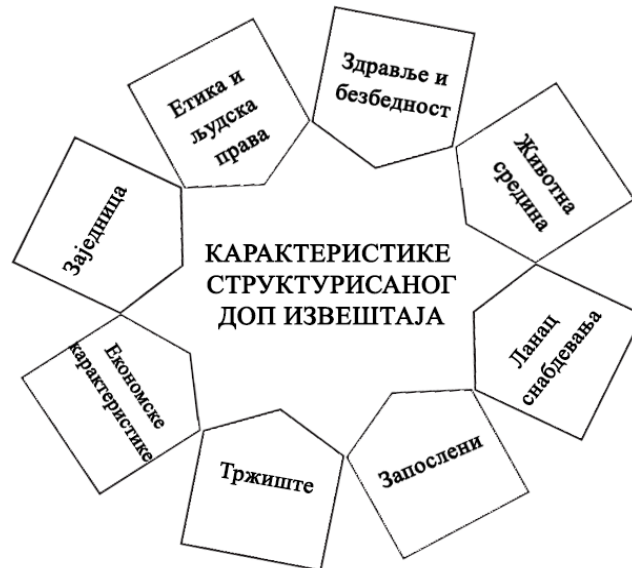 Здравље и
безбедност
Животна
средина
Ланац
снабдевања
Запослени
Тржиште
Економске
карактеристике
Заједница
Етика и
људска
права
КАРАКТЕРИСТИКЕ
СТРУКТУРИСАНОГ
ДОП ИЗВЕШТАЈА